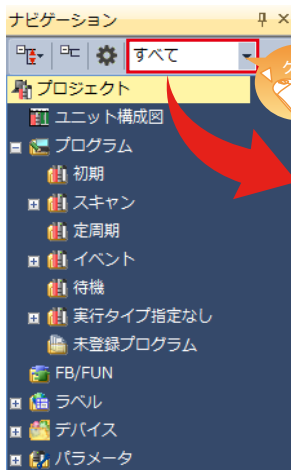 ナビゲーション
すべて
プロジェクト
ユニット構成図
プログラム
初期
スキャン
定周期
イベント
待機
実行タイプ指定なし
未登録プログラム
FB/FUN
ラベル
デバイス
パラメータ